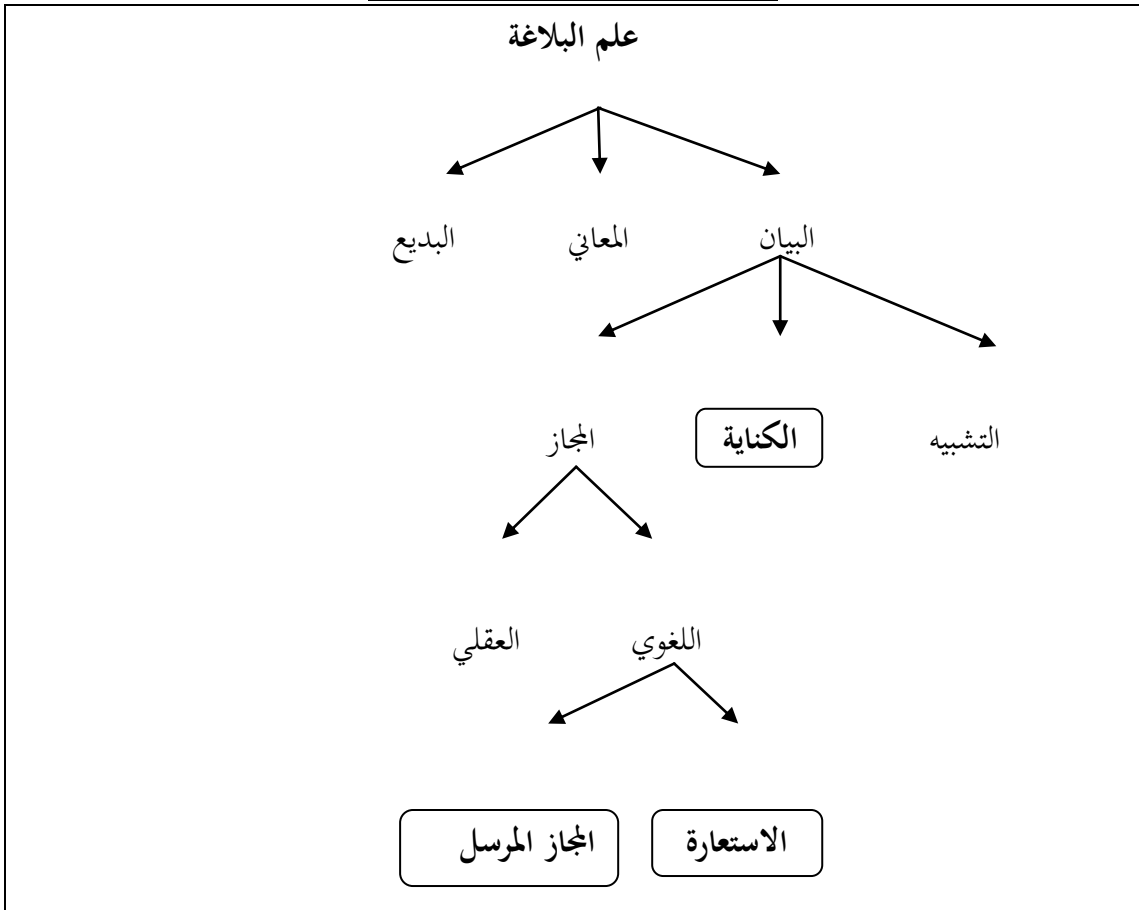 علم البلاغة
البيان المعاني البديع
التشبيه الكناية المجاز
اللغوي العقلي
الاستعارة المجاز المرسل